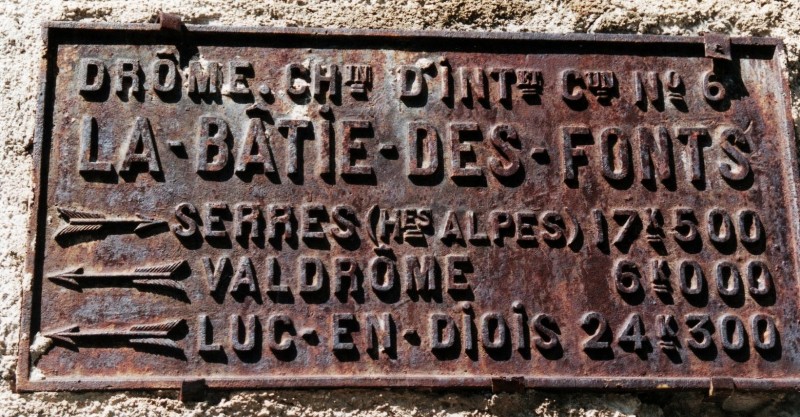 DRÔME. CHIN D'INTÊT CUN NO 6
LA-BÂTIE-DES-FONTS
SERRES (HES ALPES) 17K500
VALDRÔME 6K000
LUC-EN-DIOIS 24K300